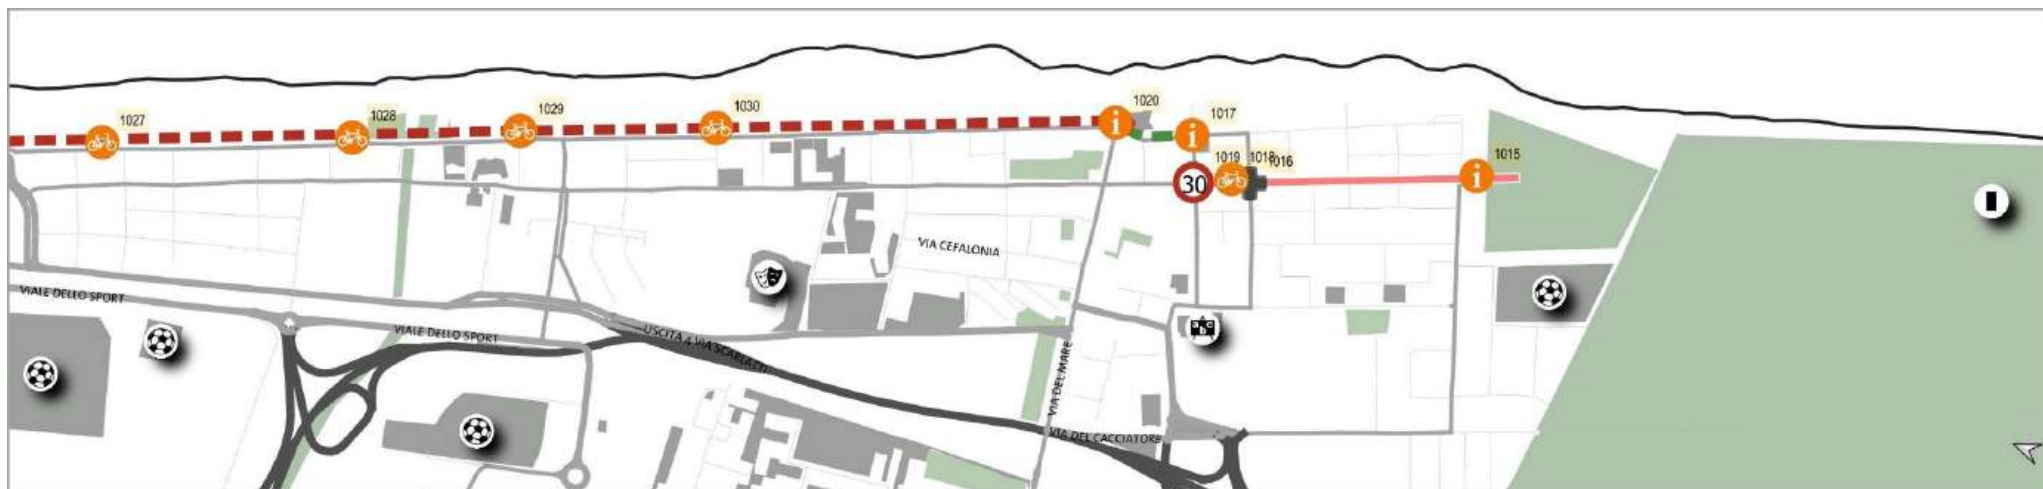 1027
1028
1029
1030
1020
1017
i
i
1019
1018
1016
30
i
1015
VIA CEFALONIA
VIALE DELLO SPORT
VIALE DELLO SPORT
USCITA 4 VIA SCARLATTI
a b c
VIA DEL MARE
VIA DEL CACCIATORE